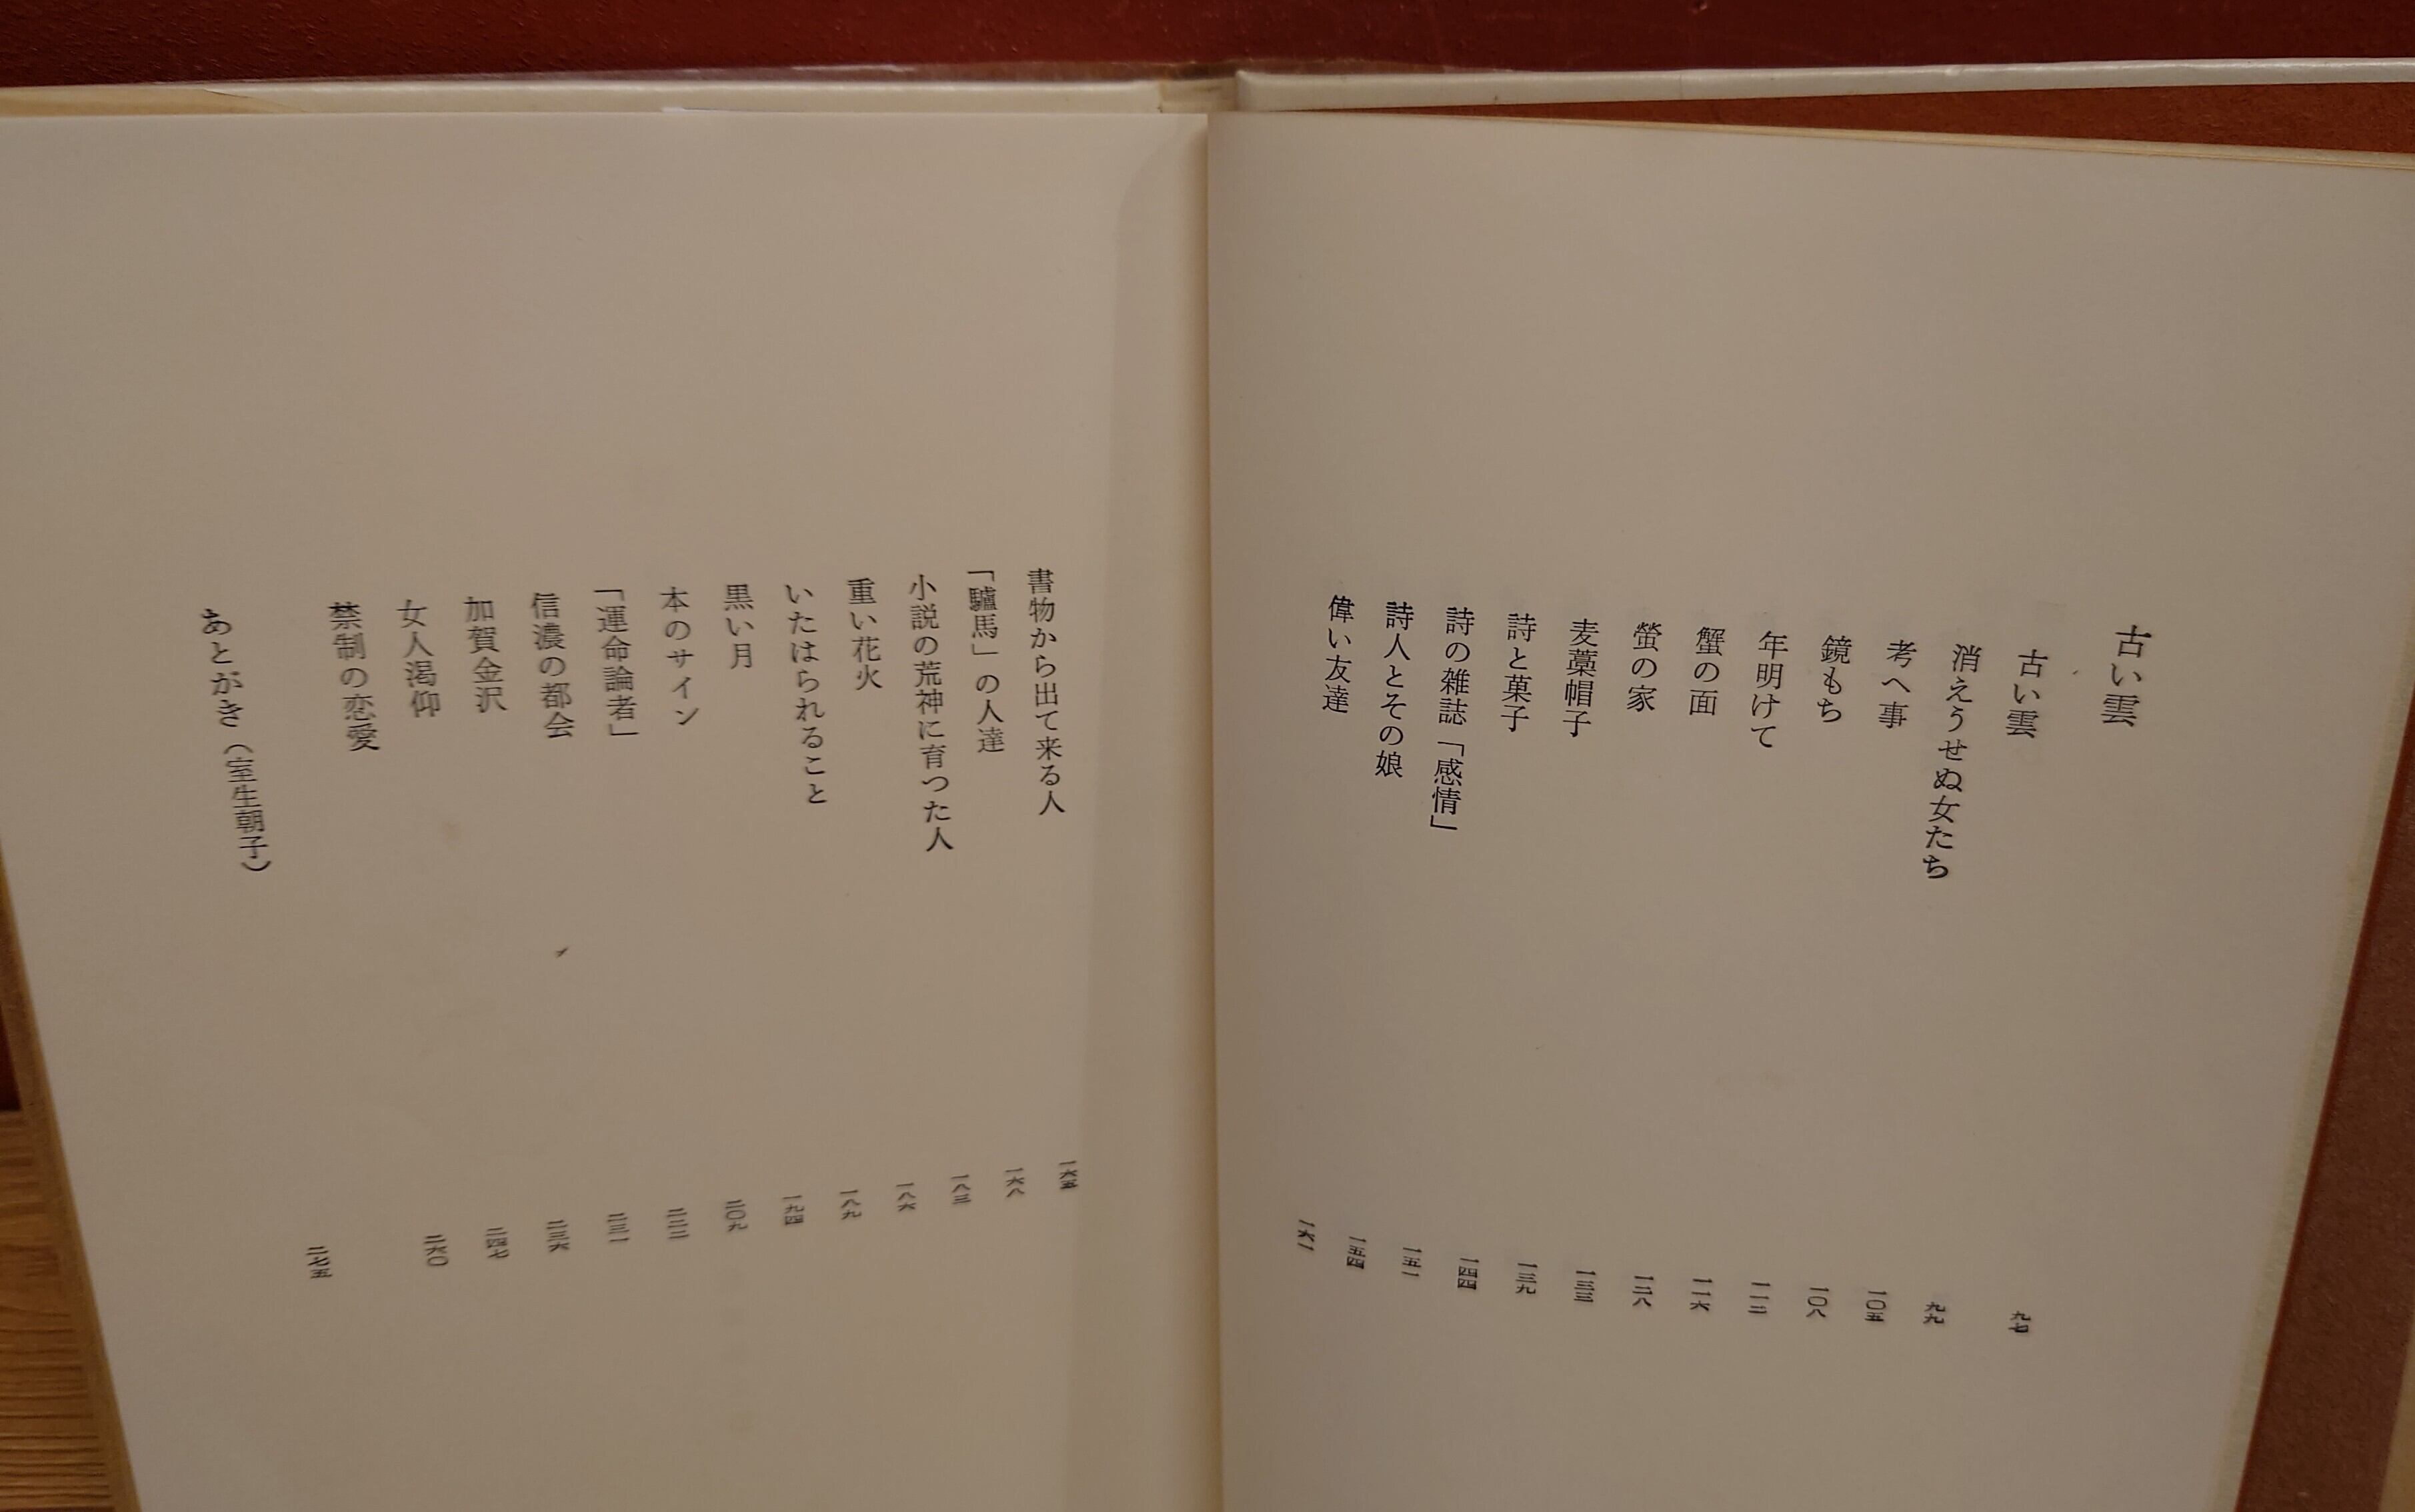 古い雲 九七
古い雲 九九
消えうせぬ女たち 一〇五
考へ事 一〇八
鏡もち 一一二
年明けて 一一六
蟹の面 一二八
螢の家 一三三
麦藁帽子 一三九
詩と菓子 一四四
詩の雑誌「感情」 一五一
詩人とその娘 一五四
偉い友達 一六一
書物から出て来る人 一六五
「驢馬」の人達 一六八
小説の荒神に育つた人 一八三
重い花火 一八六
いたはられること 一八九
黒い月 一九四
本のサイン 二〇九
「運命論者」 二二二
信濃の都会 二三一
加賀金沢 二三六
女人渇仰 二四七
禁制の恋愛 二六〇
あとがき（室生朝子） 二七五